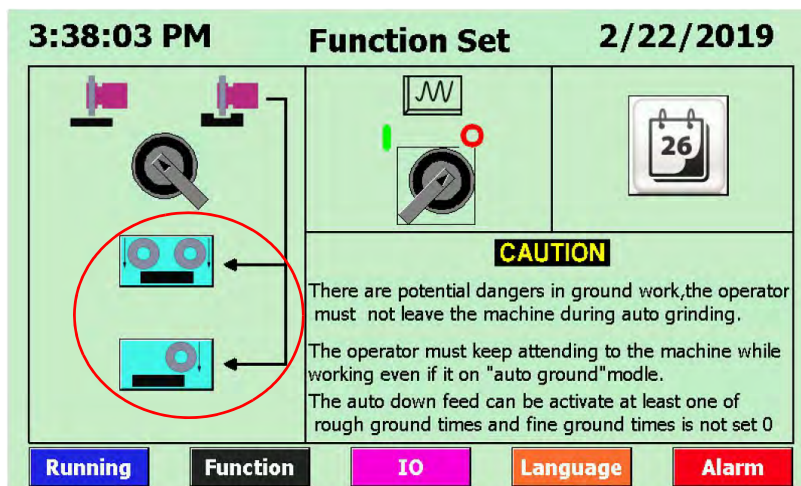 3:38:03 PM
Function Set
2/22/2019
26
CAUTION
There are potential dangers in ground work,the operator
must not leave the machine during auto grinding.
The operator must keep attending to the machine while
working even if it on "auto ground"modle.
The auto down feed can be activate at least one of
rough ground times and fine ground times is not set 0
Running
Function
IO
Language
Alarm